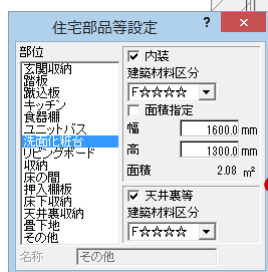 住宅部品等設定 ? ×
部位
玄関収納
踏板
蹴込板
キッチン
食器棚
ユニットバス
洗面化粧台
リビングボード
収納
床の間
押入棚板
床下収納
天井裏収納
畳下地
その他
内装
建築材料区分
F☆☆☆☆
面積指定
幅 1600.0 mm
高 1300.0 mm
面積 2.08 m²
天井裏等
建築材料区分
F☆☆☆☆
名称 その他